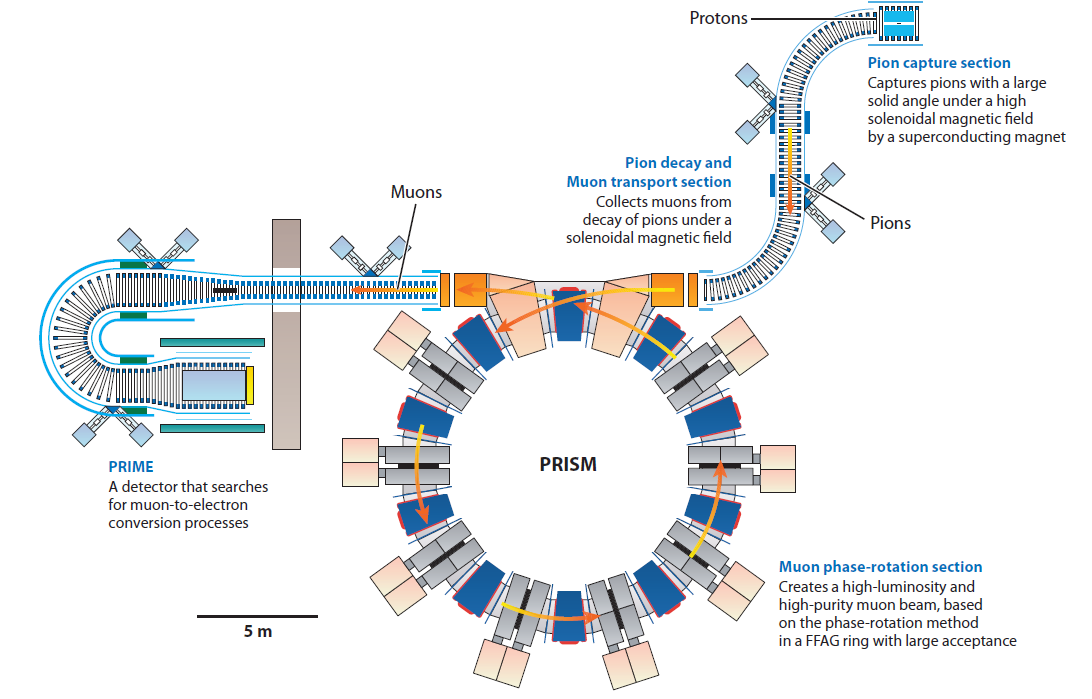 Protons
Pion capture section
Captures pions with a large
solid angle under a high
solenoidal magnetic field
by a superconducting magnet
Pion decay and
Muon transport section
Collects muons from
decay of pions under a
solenoidal magnetic field
Muons
Pions
PRISM
PRIME
A detector that searches
for muon-to-electron
conversion processes
Muon phase-rotation section
Creates a high-luminosity and
high-purity muon beam, based
on the phase-rotation method
in a FFAG ring with large acceptance
5 m